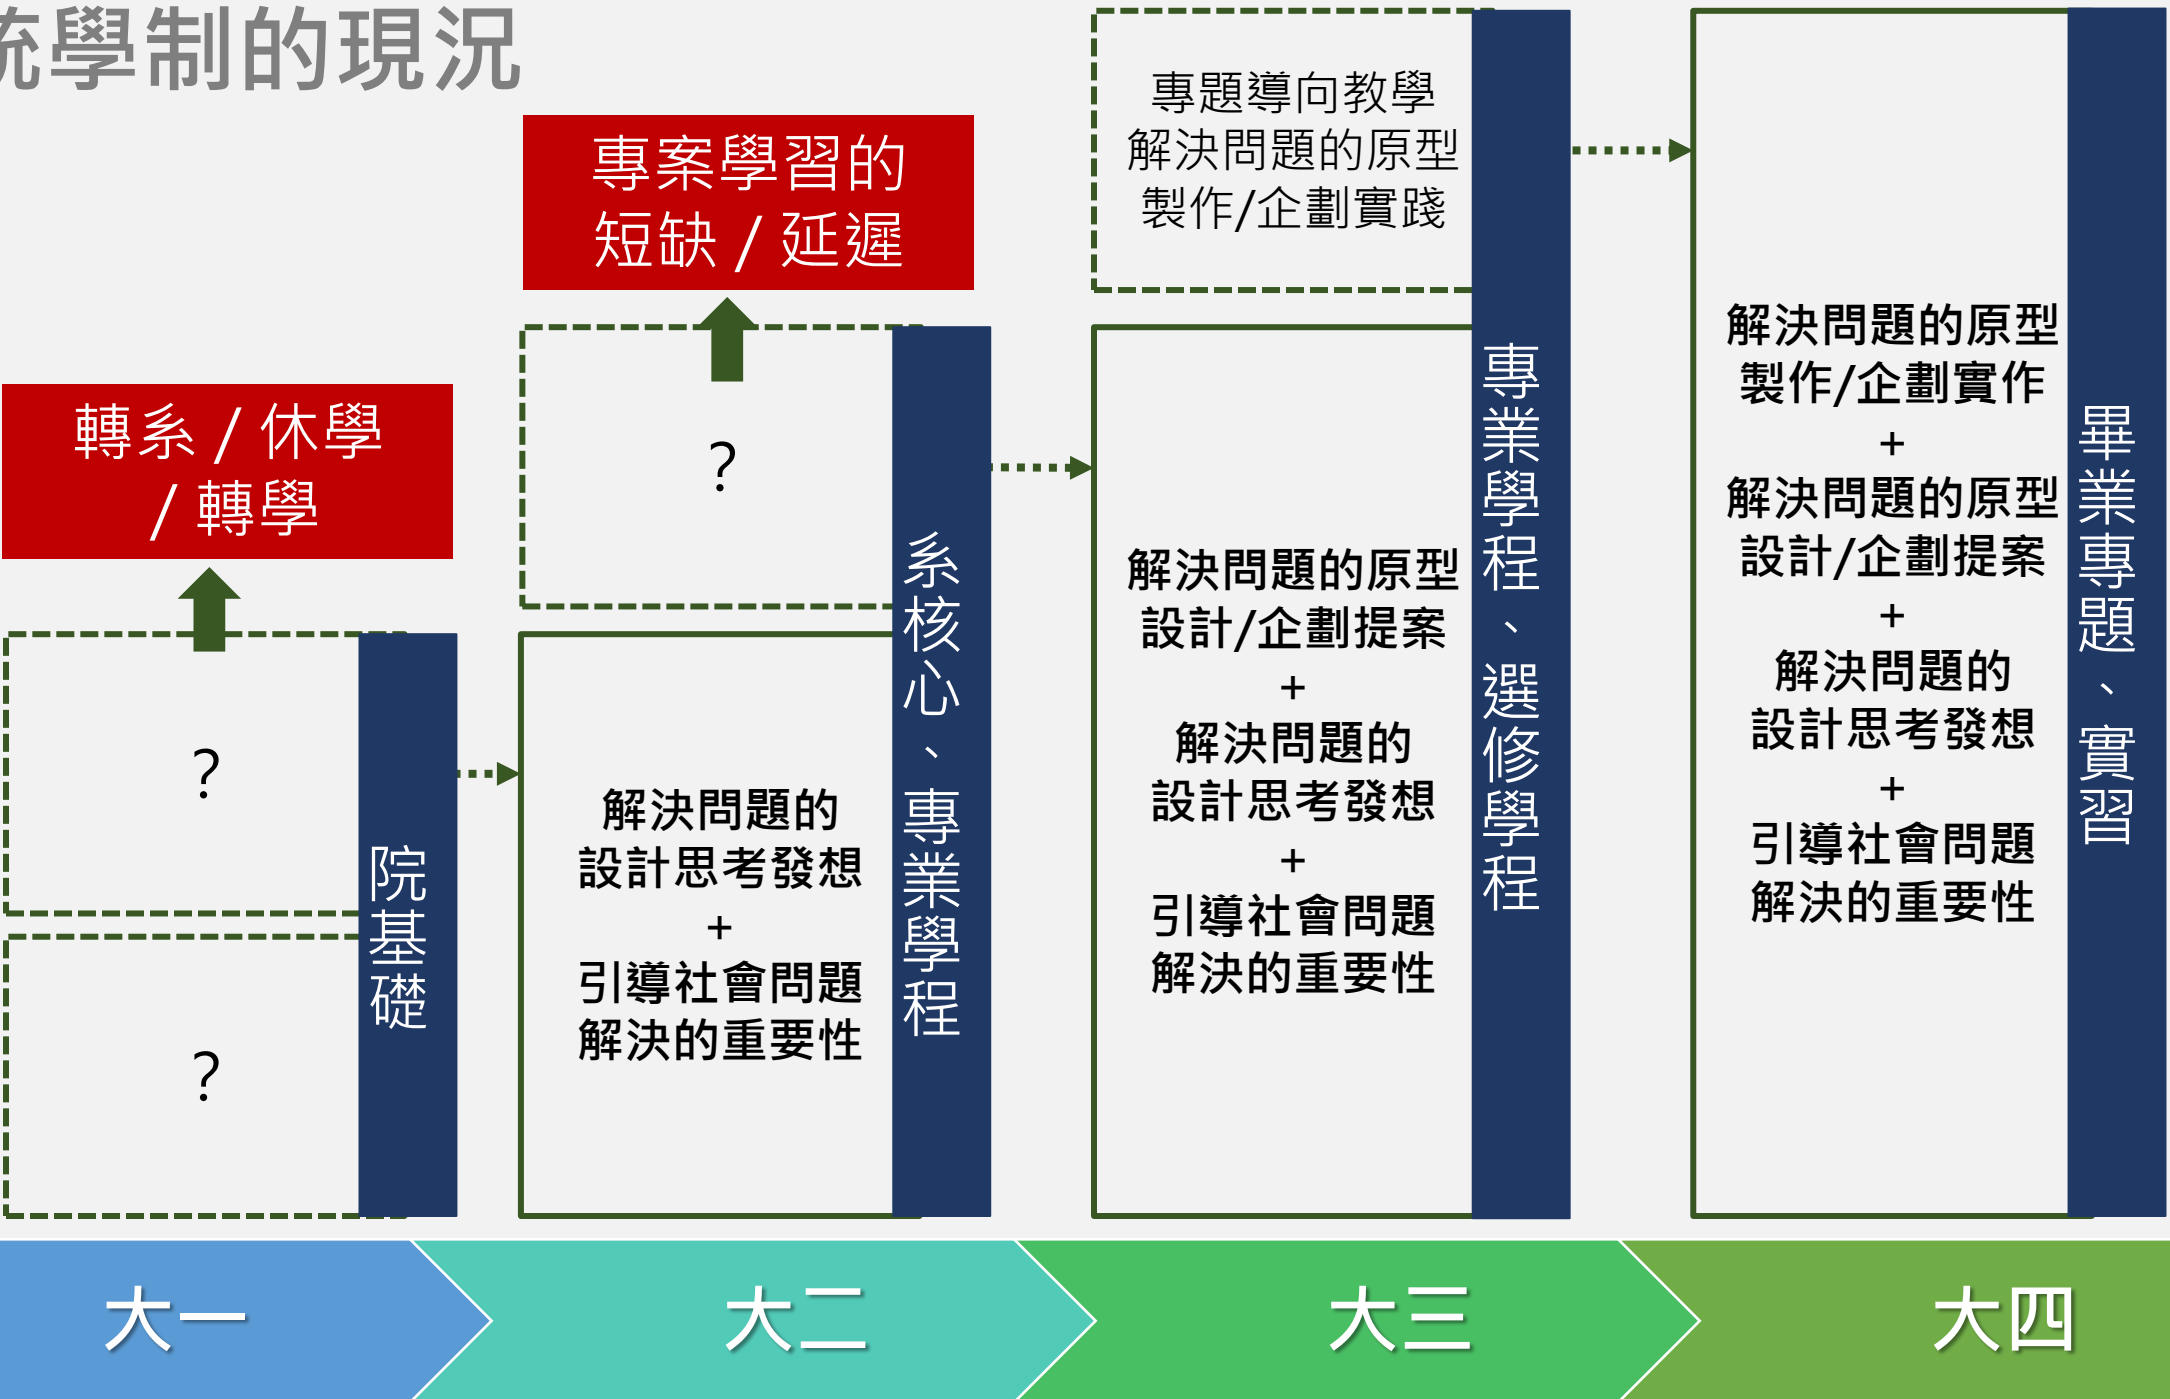 統學制的現況
轉系 / 休學
/ 轉學
?
?
院基礎
專案學習的
短缺 / 延遲
?
解決問題的
設計思考發想
+
引導社會問題
解決的重要性
系核心、專業學程
專題導向教學
解決問題的原型
製作/企劃實踐
解決問題的原型
設計/企劃提案
+
解決問題的
設計思考發想
+
引導社會問題
解決的重要性
專業學程、選修學程
解決問題的原型
製作/企劃實作
+
解決問題的原型
設計/企劃提案
+
解決問題的
設計思考發想
+
引導社會問題
解決的重要性
畢業專題、實習
大一
大二
大三
大四